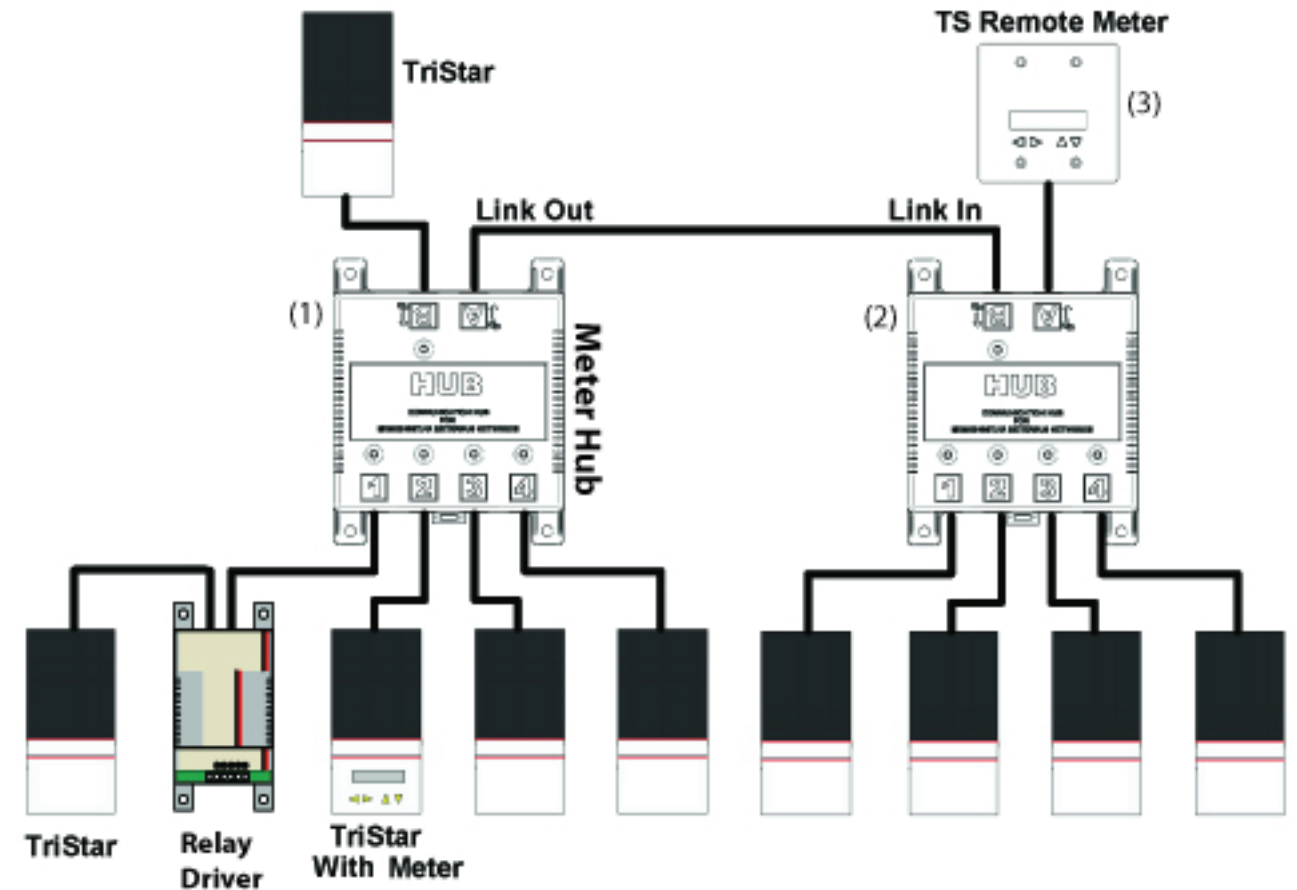 TS Remote Meter
TriStar
(3)
Link Out
Link In
(1)
(2)
Meter Hub
HUB
HUB
1 2 3 4
1 2 3 4
TriStar
Relay
Driver
TriStar
With Meter